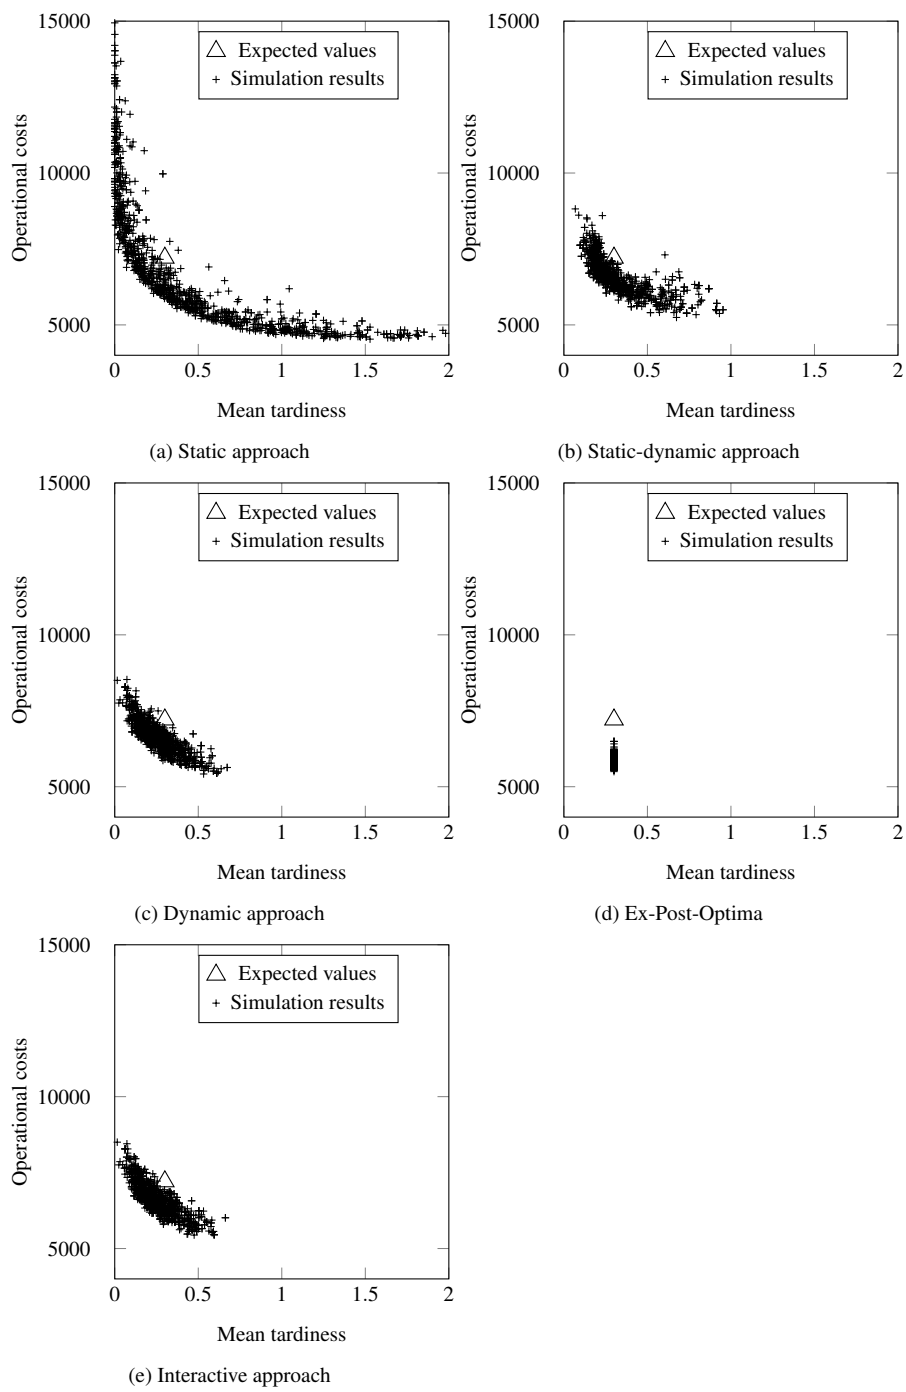 15000
10000
5000
Operational costs
Expected values
Simulation results
0
0.5
1
1.5
2
Mean tardiness
(a) Static approach
15000
10000
5000
Operational costs
Expected values
Simulation results
0
0.5
1
1.5
2
Mean tardiness
(b) Static-dynamic approach
15000
10000
5000
Operational costs
Expected values
Simulation results
0
0.5
1
1.5
2
Mean tardiness
(c) Dynamic approach
15000
10000
5000
Operational costs
Expected values
Simulation results
0
0.5
1
1.5
2
Mean tardiness
(d) Ex-Post-Optima
15000
10000
5000
Operational costs
Expected values
Simulation results
0
0.5
1
1.5
2
Mean tardiness
(e) Interactive approach